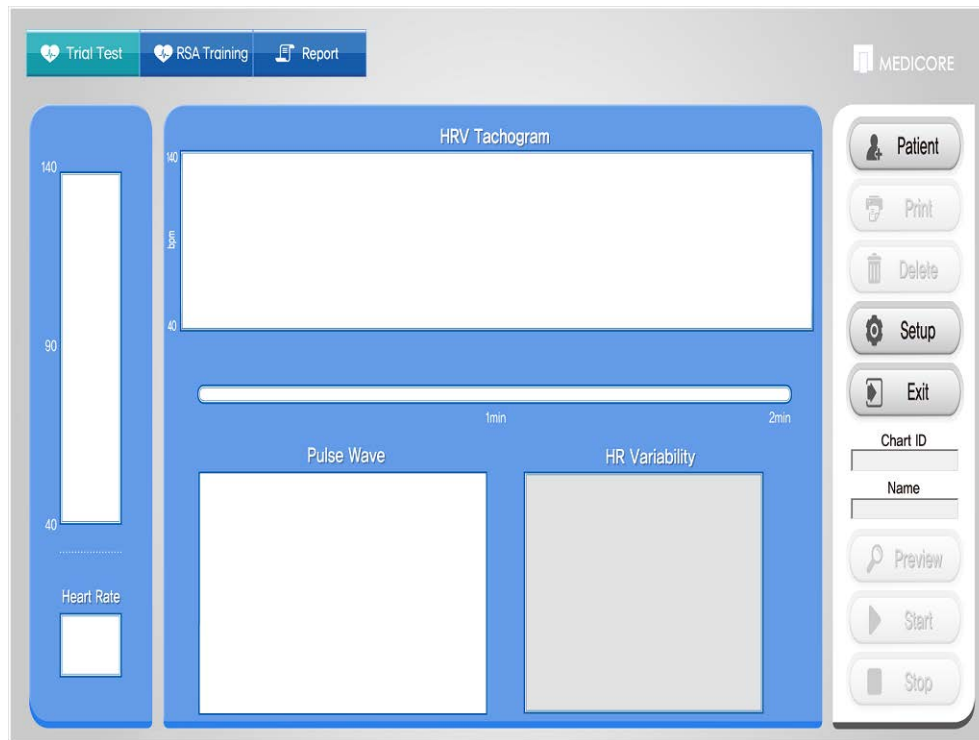 Trial Test
RSA Training
Report
MEDICORE
140
90
40
Heart Rate
HRV Tachogram
140
bpm
40
1min
2min
Pulse Wave
HR Variability
Patient
Print
Delete
Setup
Exit
Chart ID
Name
Preview
Start
Stop